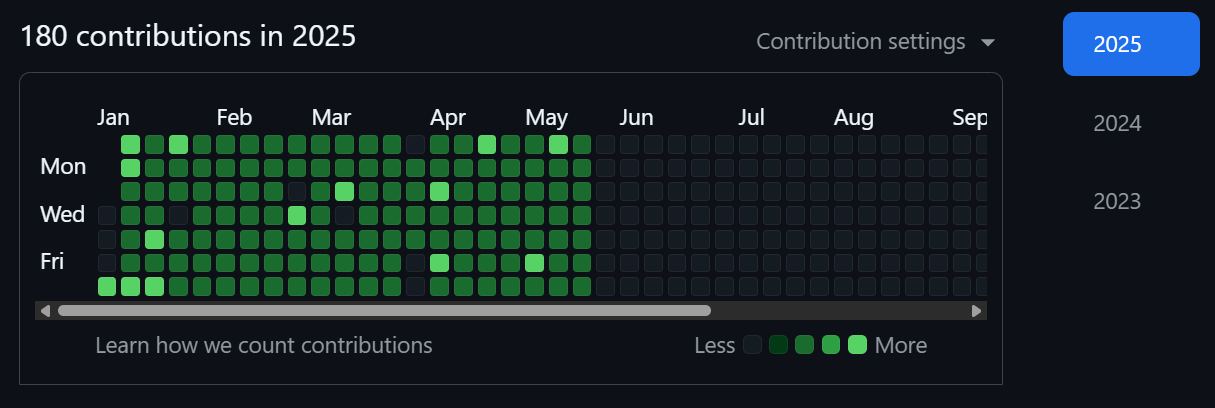 180 contributions in 2025
Contribution settings
2025
2024
2023
Jan Feb Mar Apr May Jun Jul Aug Sep
Mon
Wed
Fri
Learn how we count contributions
Less More